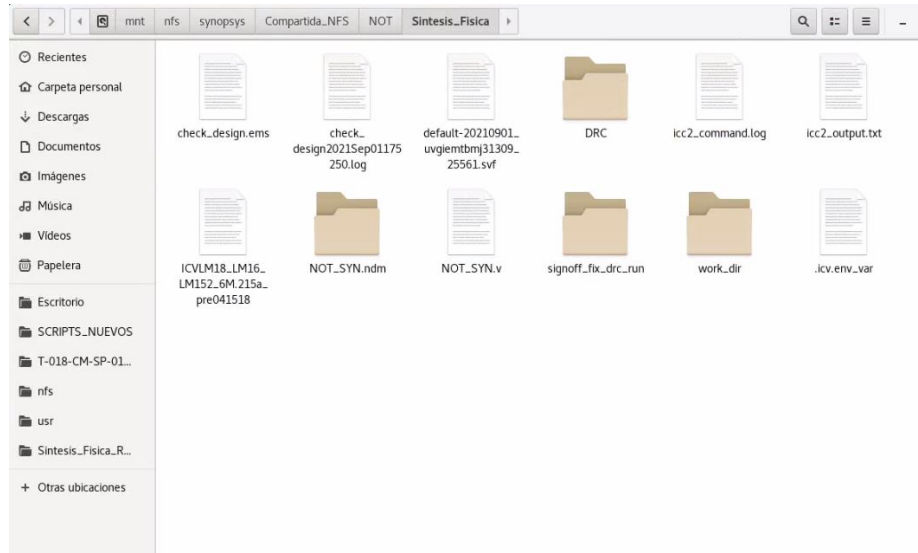 mnt nfs synopsys Compartida_NFS NOT Sintesis_Fisica
Recientes
Carpeta personal
Descargas
Documentos
Imágenes
Música
Vídeos
Papelera
Escritorio
SCRIPTS_NUEVOS
T-018-CM-SP-01...
nfs
usr
Sintesis_Fisica_R...
+ Otras ubicaciones
check_design.ems
check_
design2021Sep01175
250.log
default-20210901_
uvgiemtbmj31309_
25561.svf
DRC
icc2_command.log
icc2_output.txt
ICVLM18_LM16_
LM152_6M.215a_
pre041518
NOT_SYN.ndm
NOT_SYN.v
signoff_fix_drc_run
work_dir
.icv.env_var